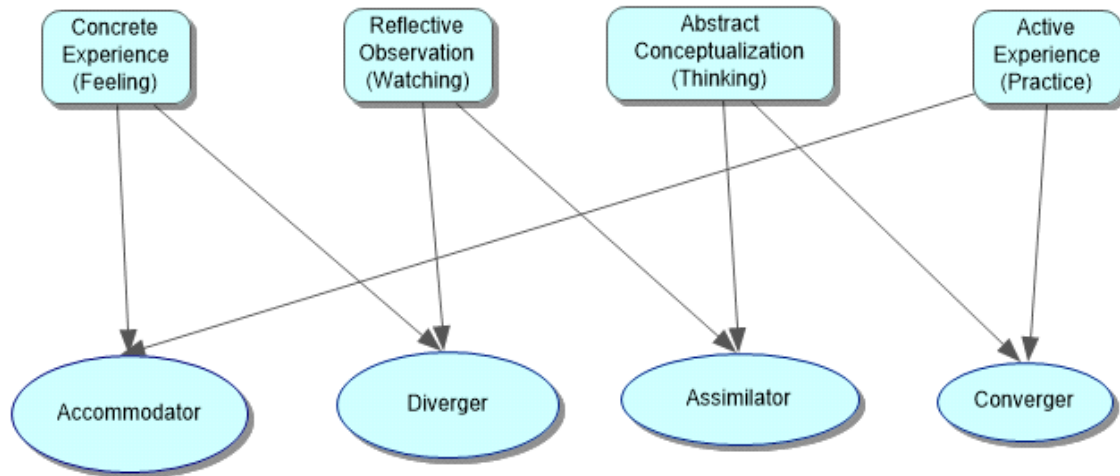 Concrete
Experience
(Feeling)
Reflective
Observation
(Watching)
Abstract
Conceptualization
(Thinking)
Active
Experience
(Practice)
Accommodator
Diverger
Assimilator
Converger